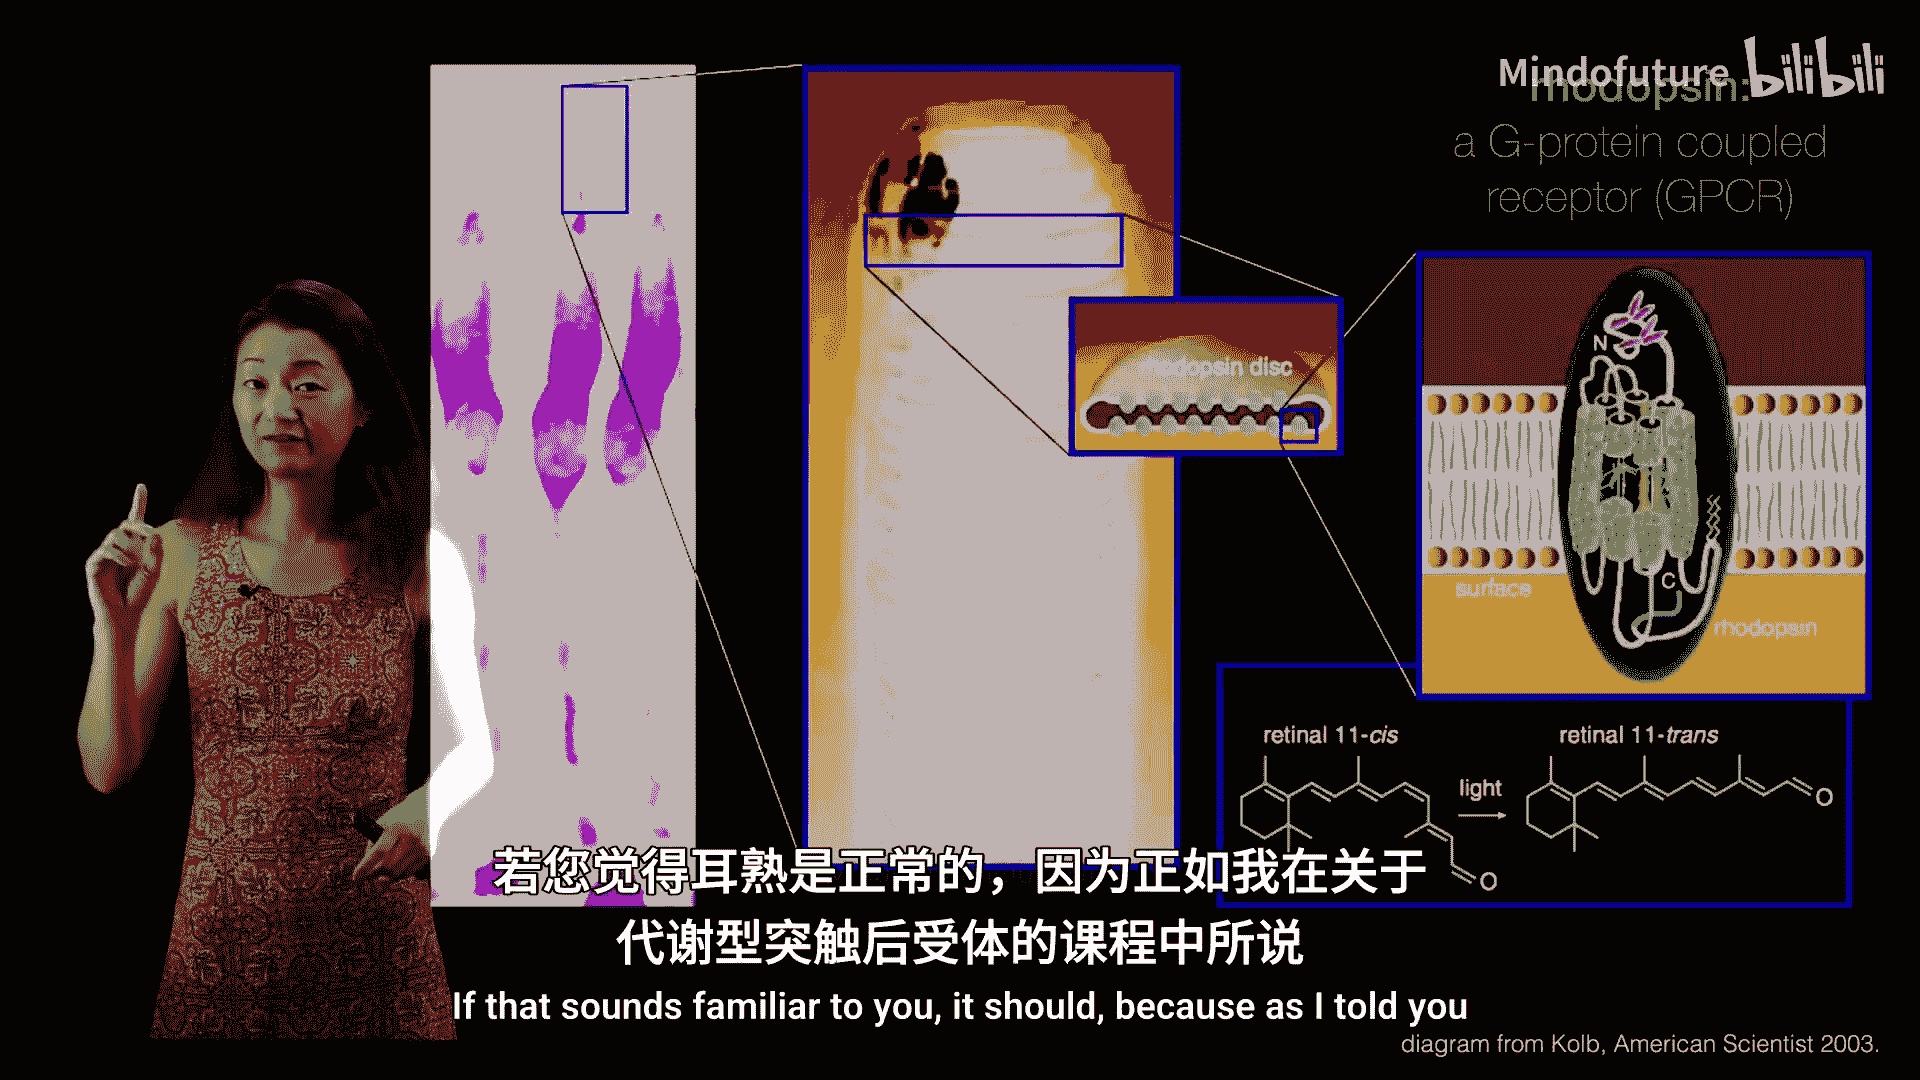 Mindofuture bilibili
rhodopsin:
a G-protein coupled
receptor (GPCR)
rhodopsin disc
N
C
surface
rhodopsin
retinal 11-cis
retinal 11-trans
light
O
O
若您觉得耳熟是正常的，因为正如我在关于
代谢型突触后受体的课程中所说
If that sounds familiar to you, it should, because as I told you
diagram from Kolb, American Scientist 2003.